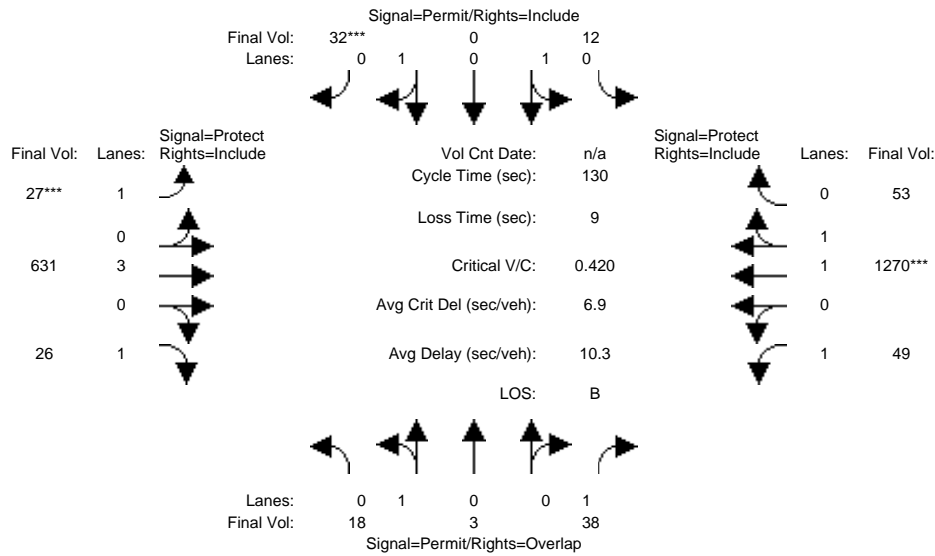 Signal=Permit/Rights=Include
Final Vol: 32*** 0 12
Lanes: 0 1 0 1 0
Signal=Protect
Final Vol: Lanes: Rights=Include
Vol Cnt Date: n/a
Signal=Protect
Rights=Include Lanes: Final Vol:
Cycle Time (sec): 130
27*** 1
0 53
Loss Time (sec): 9
0
1
631 3
Critical V/C: 0.420
1 1270***
0
Avg Crit Del (sec/veh): 6.9
0
26 1
Avg Delay (sec/veh): 10.3
1 49
LOS: B
Lanes: 0 1 0 0 1
Final Vol: 18 3 38
Signal=Permit/Rights=Overlap